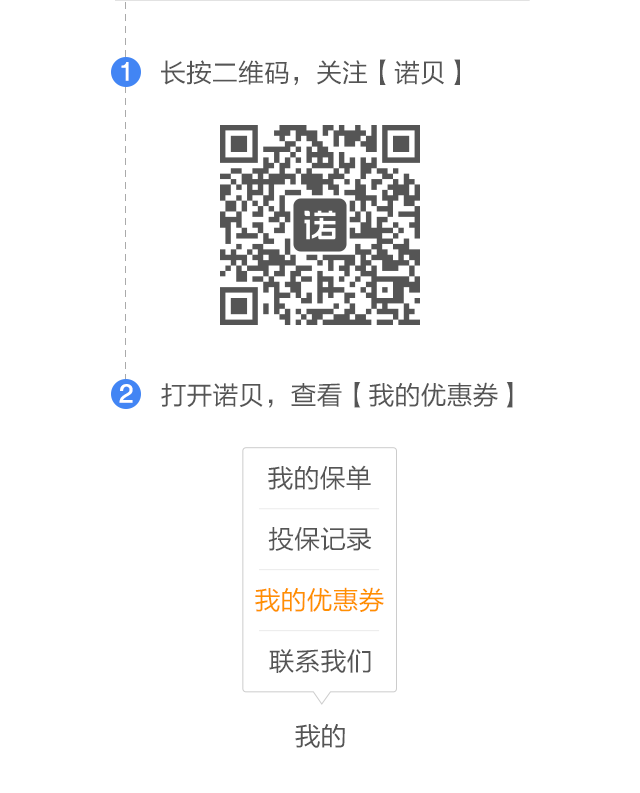 1 长按二维码，关注【诺贝】
诺
2 打开诺贝，查看【我的优惠券】
我的保单
投保记录
我的优惠券
联系我们
我的